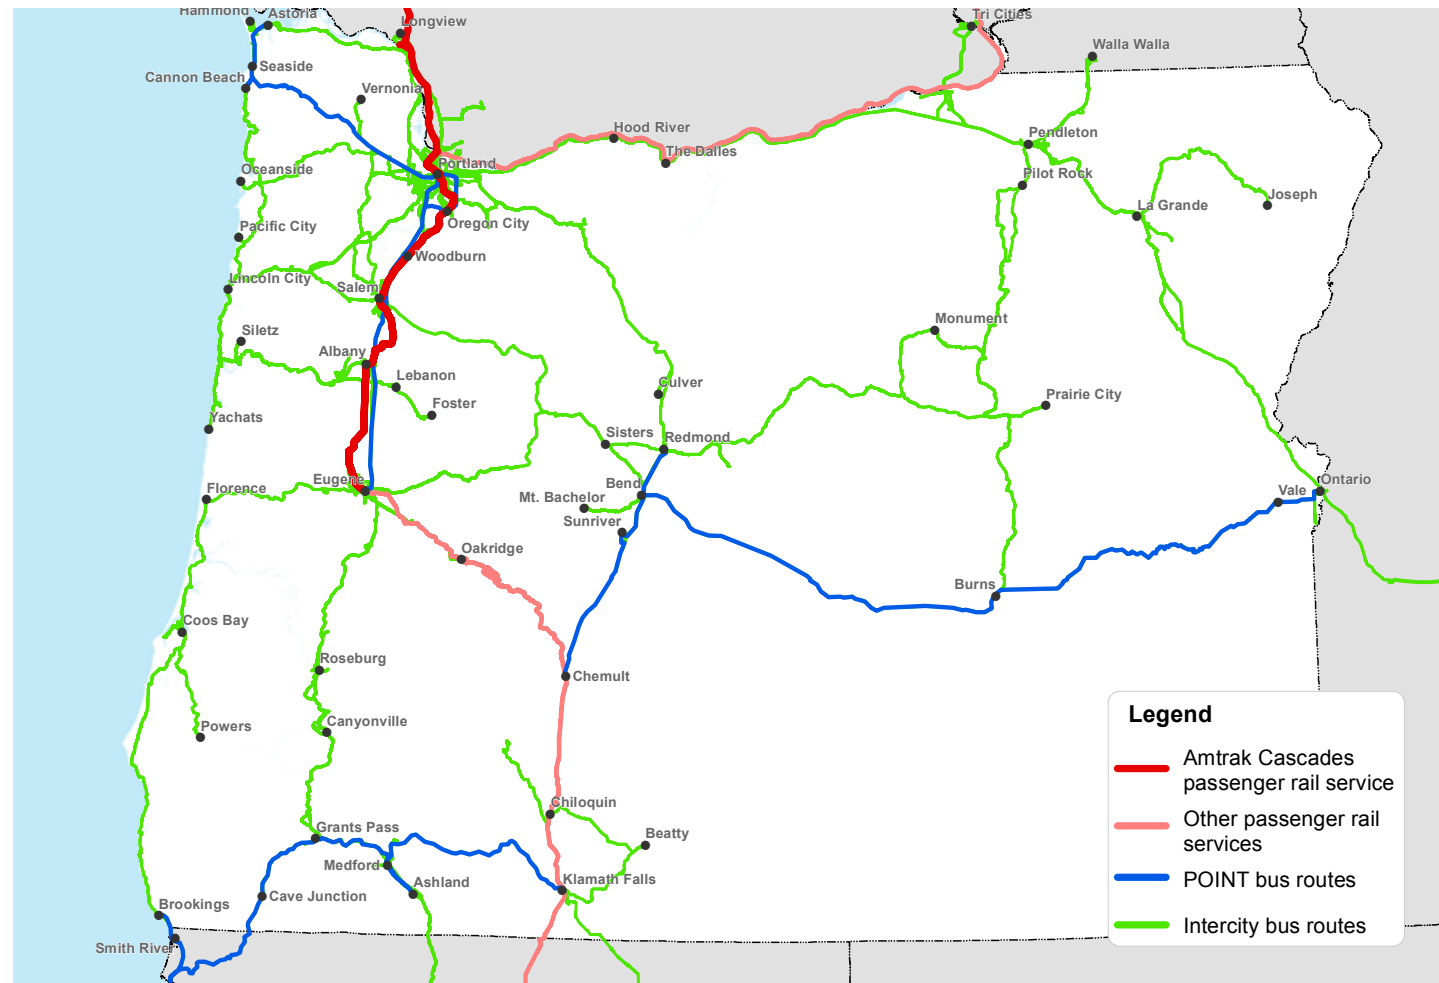 Hammond
Astoria
Longview
Tri Cities
Walla Walla
Seaside
Cannon Beach
Vernonia
Hood River
Pendleton
The Dalles
Portland
Oceanside
Pilot Rock
Joseph
La Grande
Pacific City
Oregon City
Woodburn
Lincoln City
Salem
Siletz
Monument
Albany
Lebanon
Culver
Foster
Prairie City
Yachats
Sisters
Redmond
Eugene
Bend
Florence
Mt. Bachelor
Vale
Ontario
Sunriver
Oakridge
Burns
Coos Bay
Roseburg
Chemult
Powers
Canyonville
Chiloquin
Grants Pass
Beatty
Medford
Ashland
Klamath Falls
Cave Junction
Brookings
Smith River
Legend
Amtrak Cascades
passenger rail service
Other passenger rail
services
POINT bus routes
Intercity bus routes